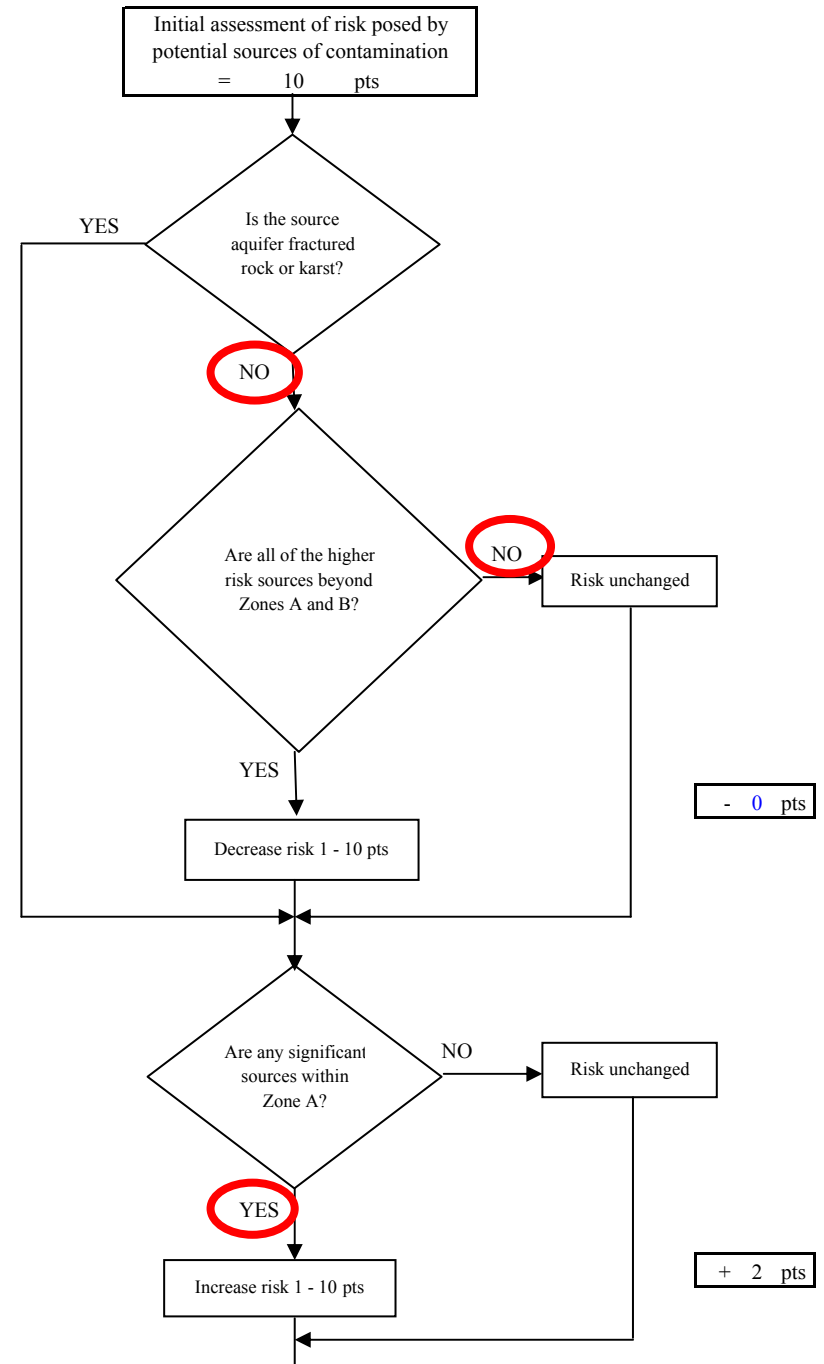 Initial assessment of risk posed by
potential sources of contamination
= 10 pts
YES
Is the source
aquifer fractured
rock or karst?
NO
Are all of the higher
risk sources beyond
Zones A and B?
NO
Risk unchanged
YES
- 0 pts
Decrease risk 1 - 10 pts
Are any significant
sources within
Zone A?
NO
Risk unchanged
YES
+ 2 pts
Increase risk 1 - 10 pts